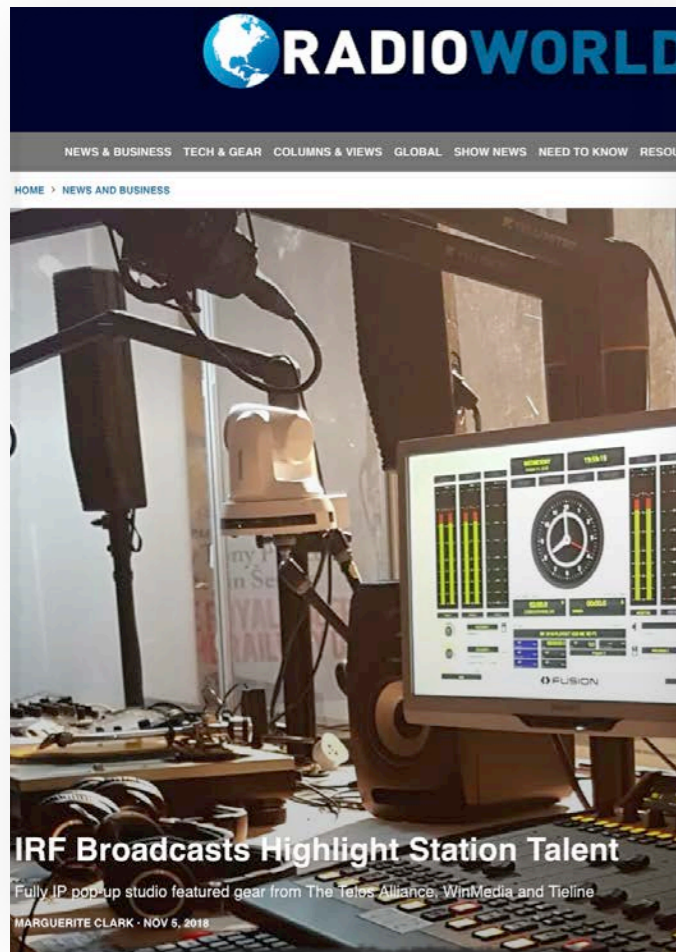 RADIOWORLD
NEWS & BUSINESS TECH & GEAR COLUMNS & VIEWS GLOBAL SHOW NEWS NEED TO KNOW RESOU
HOME > NEWS AND BUSINESS
WEDNESDAY
FUSION
IRF Broadcasts Highlight Station Talent
Fully IP pop-up studio featured gear from The Telos Alliance, WinMedia and Tieline
MARGUERITE CLARK · NOV 5, 2018